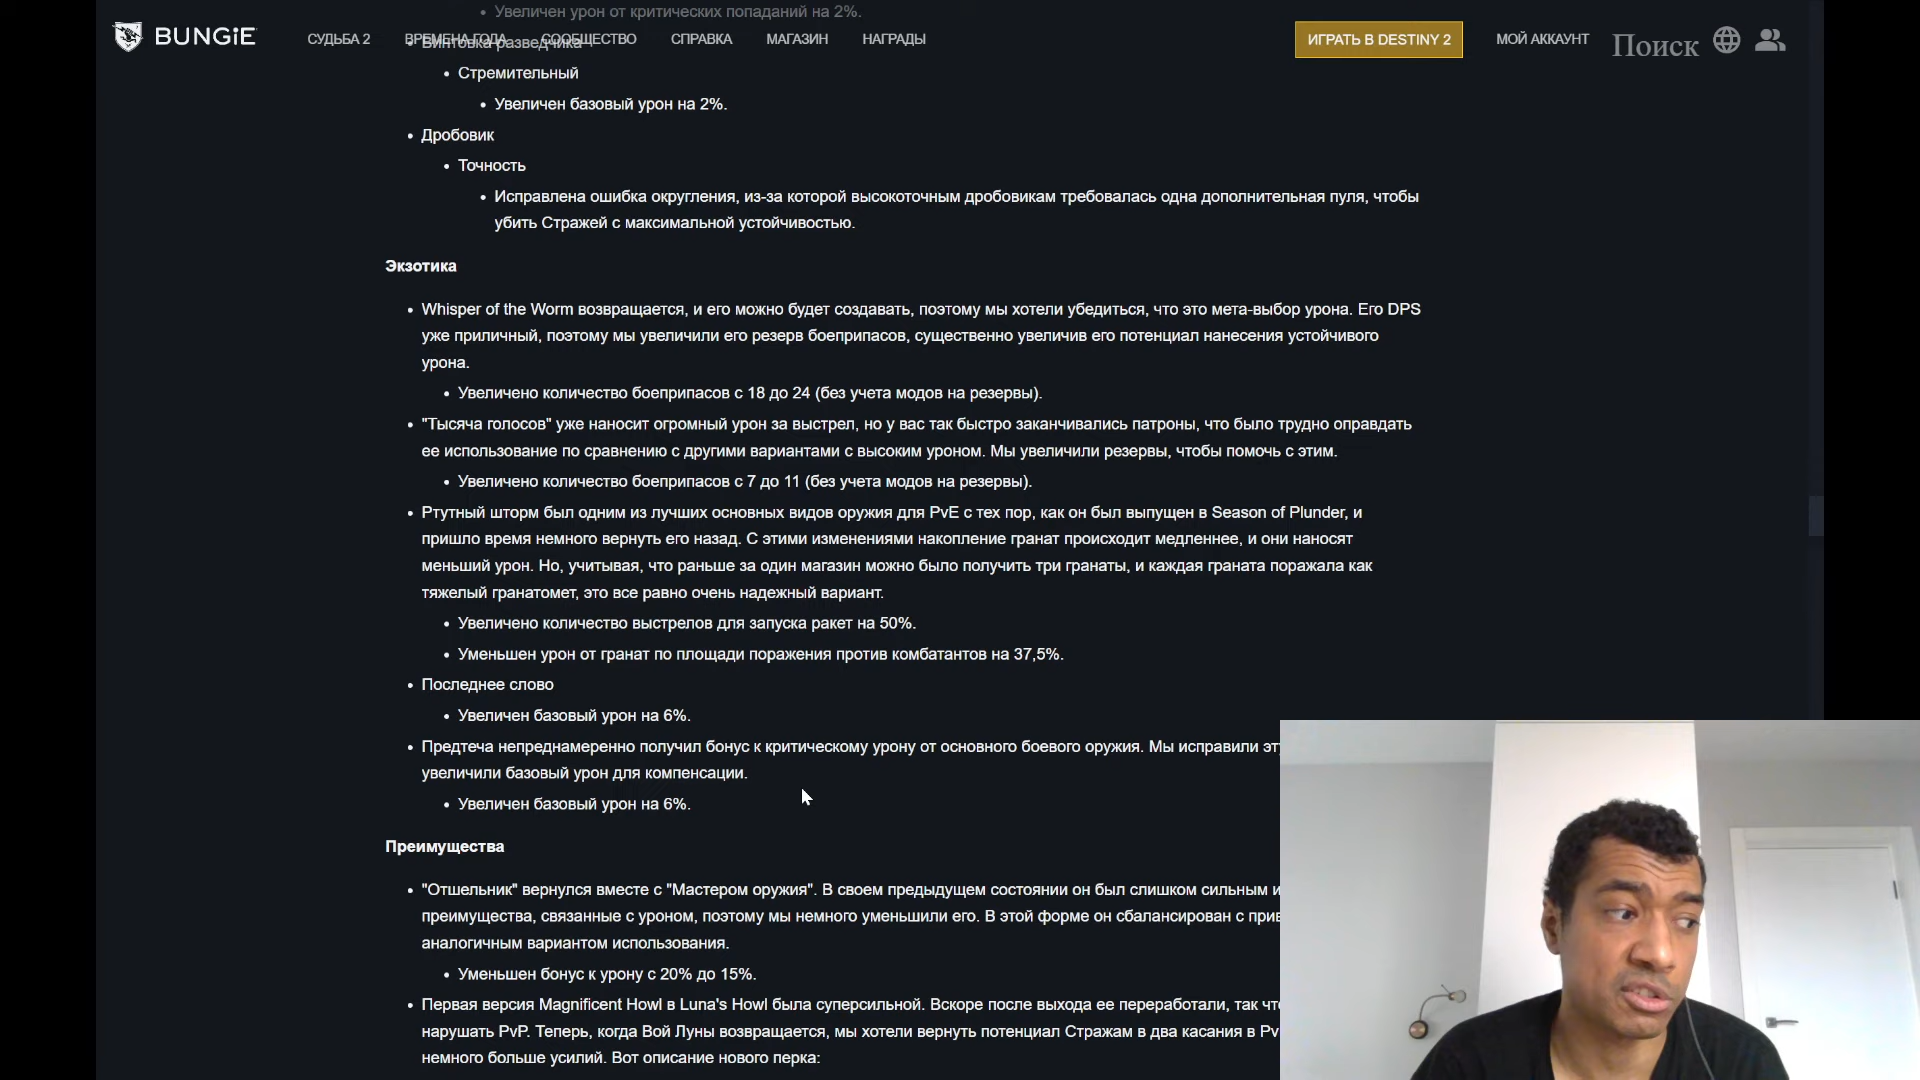 Увеличен урон от критических попаданий на 2%.
BUNGiE
СУДЬБА 2
ВРЕМЕНА ГОДА
СООБЩЕСТВО
СПРАВКА
МАГАЗИН
НАГРАДЫ
ИГРАТЬ В DESTINY 2
МОЙ АККАУНТ
Поиск
Винтовка разведчика
Стремительный
Увеличен базовый урон на 2%.
Дробовик
Точность
Исправлена ошибка округления, из-за которой высокоточным дробовикам требовалась одна дополнительная пуля, чтобы
убить Стражей с максимальной устойчивостью.
Экзотика
Whisper of the Worm возвращается, и его можно будет создавать, поэтому мы хотели убедиться, что это мета-выбор урона. Его DPS
уже приличный, поэтому мы увеличили его резерв боеприпасов, существенно увеличив его потенциал нанесения устойчивого
урона.
Увеличено количество боеприпасов с 18 до 24 (без учета модов на резервы).
"Тысяча голосов" уже наносит огромный урон за выстрел, но у вас так быстро заканчивались патроны, что было трудно оправдать
ее использование по сравнению с другими вариантами с высоким уроном. Мы увеличили резервы, чтобы помочь с этим.
Увеличено количество боеприпасов с 7 до 11 (без учета модов на резервы).
Ртутный шторм был одним из лучших основных видов оружия для PvE с тех пор, как он был выпущен в Season of Plunder, и
пришло время немного вернуть его назад. С этими изменениями накопление гранат происходит медленнее, и они наносят
меньший урон. Но, учитывая, что раньше за один магазин можно было получить три гранаты, и каждая граната поражала как
тяжелый гранатомет, это все равно очень надежный вариант.
Увеличено количество выстрелов для запуска ракет на 50%.
Уменьшен урон от гранат по площади поражения против комбатантов на 37,5%.
Последнее слово
Увеличен базовый урон на 6%.
Предтеча непреднамеренно получил бонус к критическому урону от основного боевого оружия. Мы исправили
увеличили базовый урон для компенсации.
Увеличен базовый урон на 6%.
Преимущества
"Отшельник" вернулся вместе с "Мастером оружия". В своем предыдущем состоянии он был слишком сильным и
преимущества, связанные с уроном, поэтому мы немного уменьшили его. В этой форме он сбалансирован с
аналогичным вариантом использования.
Уменьшен бонус к урону с 20% до 15%.
Первая версия Magnificent Howl в Luna's Howl была суперсильной. Вскоре после выхода ее переработали, так
нарушать PvP. Теперь, когда Вой Луны возвращается, мы хотели вернуть потенциал Стражам в два касания в
немного больше усилий. Вот описание нового перка: